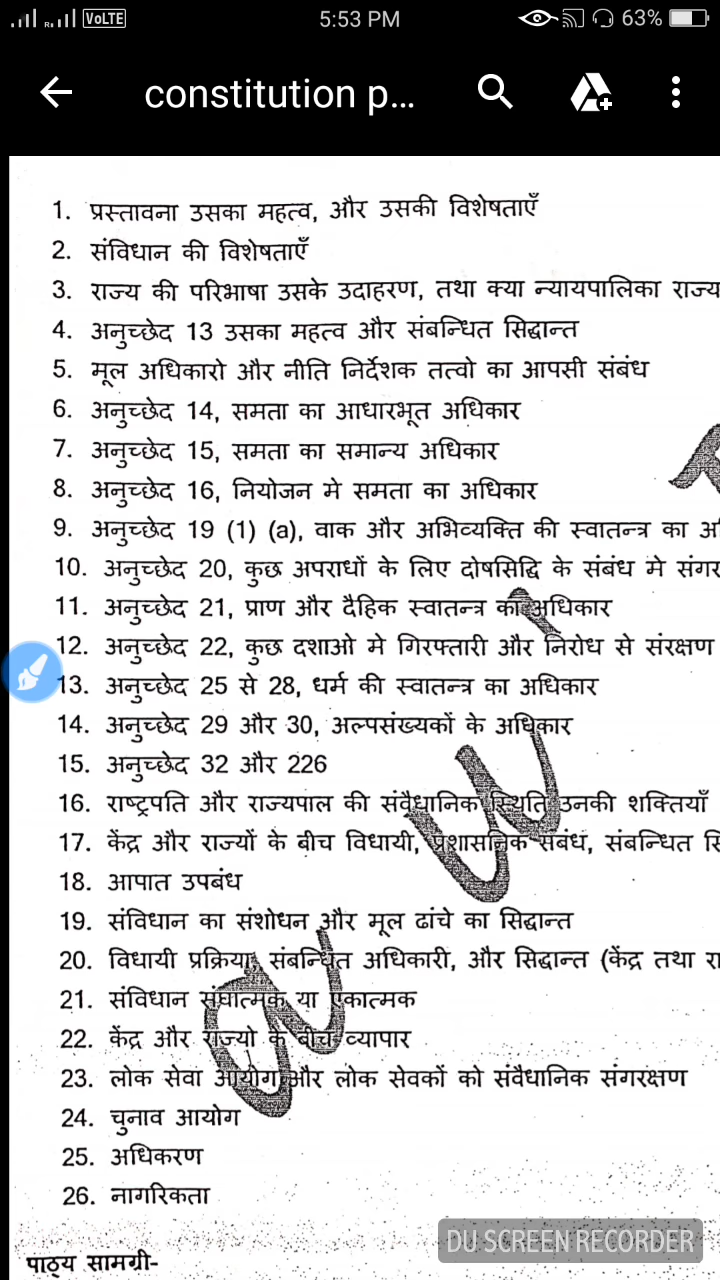 VoLTE 5:53 PM 63%
constitution p...
1. प्रस्तावना उसका महत्व, और उसकी विशेषताएँ
2. संविधान की विशेषताएँ
3. राज्य की परिभाषा उसके उदाहरण, तथा क्या न्यायपालिका राज्य
4. अनुच्छेद 13 उसका महत्व और संबन्धित सिद्धान्त
5. मूल अधिकारो और नीति निर्देशक तत्वो का आपसी संबंध
6. अनुच्छेद 14, समता का आधारभूत अधिकार
7. अनुच्छेद 15, समता का समान्य अधिकार
8. अनुच्छेद 16, नियोजन मे समता का अधिकार
9. अनुच्छेद 19 (1) (a), वाक और अभिव्यक्ति की स्वातन्त्र का
10. अनुच्छेद 20, कुछ अपराधों के लिए दोषसिद्धि के संबंध मे
11. अनुच्छेद 21, प्राण और दैहिक स्वातन्त्र का अधिकार
12. अनुच्छेद 22, कुछ दशाओ मे गिरफ्तारी और निरोध से संरक्षण
13. अनुच्छेद 25 से 28, धर्म की स्वातन्त्र का अधिकार
14. अनुच्छेद 29 और 30, अल्पसंख्यकों के अधिकार
15. अनुच्छेद 32 और 226
16. राष्ट्रपति और राज्यपाल की संवैधानिक स्थिति उनकी शक्तियाँ
17. केंद्र और राज्यों के बीच विधायी, प्रशासनिक संबंध, संबन्धित
18. आपात उपबंध
19. संविधान का संशोधन और मूल ढांचे का सिद्धान्त
20. विधायी प्रक्रिया, संबन्धित अधिकारी, और सिद्धान्त (केंद्र तथा
21. संविधान संघात्मक या एकात्मक
22. केंद्र और राज्यो के बीच व्यापार
23. लोक सेवा आयोग और लोक सेवकों को संवैधानिक संगरक्षण
24. चुनाव आयोग
25. अधिकरण
26. नागरिकता
पाठ्य सामग्री-
DU SCREEN RECORDER